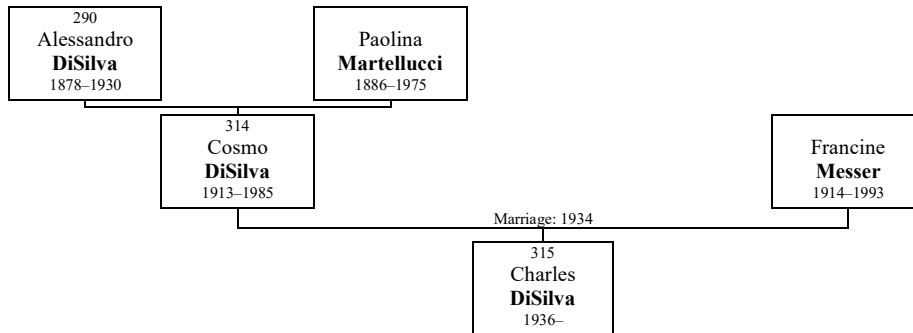 290
Alessandro
DiSilva
1878–1930
Paolina
Martellucci
1886–1975
314
Cosmo
DiSilva
1913–1985
Francine
Messer
1914–1993
Marriage: 1934
315
Charles
DiSilva
1936–